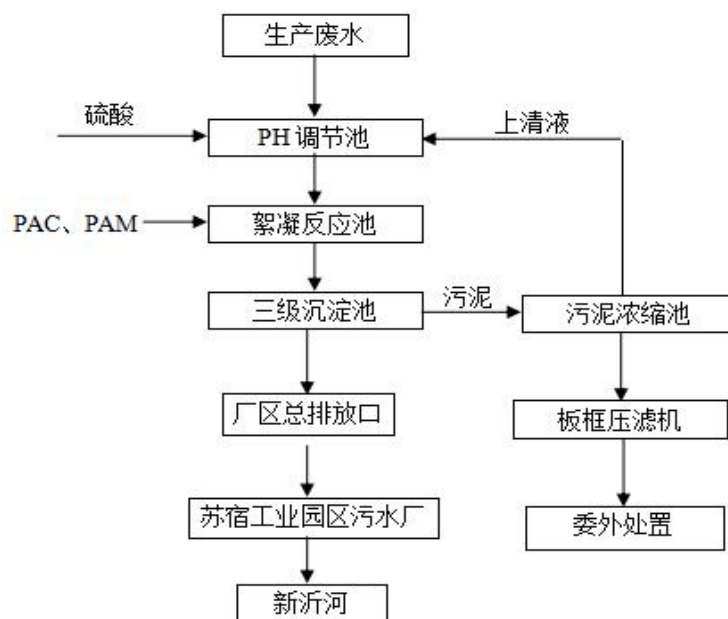 生产废水
硫酸
PH 调节池
上清液
PAC、PAM
絮凝反应池
三级沉淀池
污泥
污泥浓缩池
厂区总排放口
板框压滤机
苏宿工业园区污水厂
委外处置
新沂河